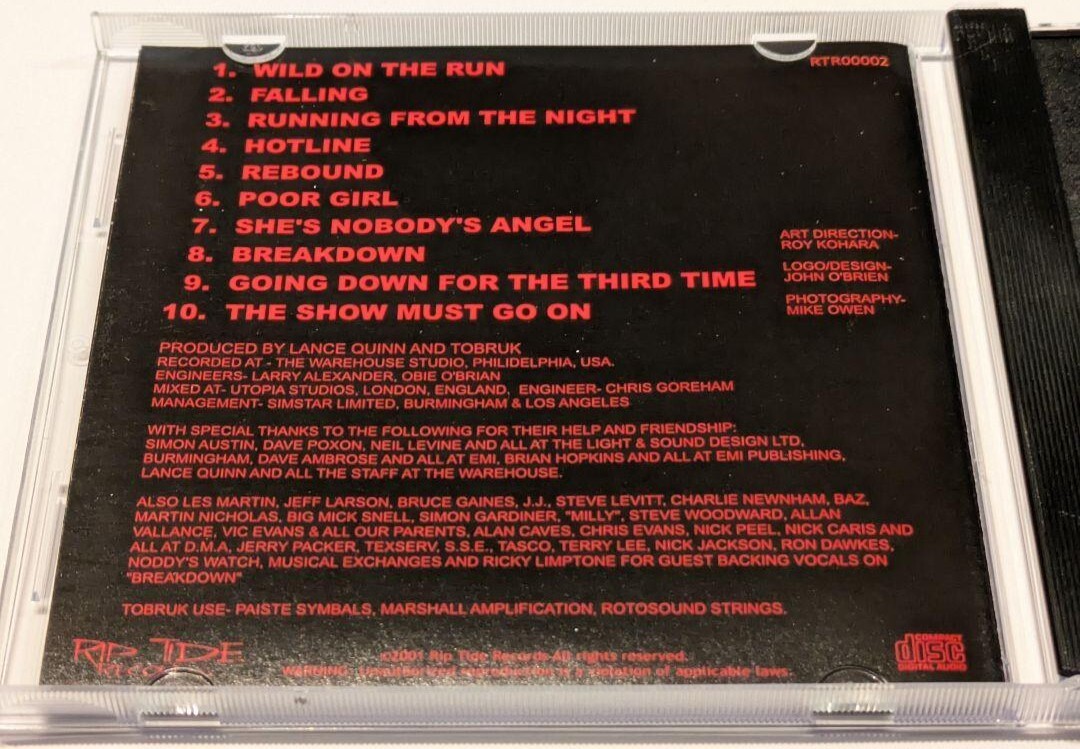 RTR00002
1. WILD ON THE RUN
2. FALLING
3. RUNNING FROM THE NIGHT
4. HOTLINE
5. REBOUND
6. POOR GIRL
7. SHE'S NOBODY'S ANGEL
8. BREAKDOWN
9. GOING DOWN FOR THE THIRD TIME
10. THE SHOW MUST GO ON
ART DIRECTION-
ROY KOHARA
LOGO/DESIGN-
JOHN O'BRIEN
PHOTOGRAPHY-
MIKE OWEN
PRODUCED BY LANCE QUINN AND TOBRUK
RECORDED AT - THE WAREHOUSE STUDIO, PHILIDELPHIA, USA.
ENGINEERS- LARRY ALEXANDER, OBIE O'BRIAN
MIXED AT- UTOPIA STUDIOS, LONDON, ENGLAND, ENGINEER- CHRIS GOREHAM
MANAGEMENT- SIMSTAR LIMITED, BURMINGHAM & LOS ANGELES
WITH SPECIAL THANKS TO THE FOLLOWING FOR THEIR HELP AND FRIENDSHIP:
SIMON AUSTIN, DAVE POXON, NEIL LEVINE AND ALL AT THE LIGHT & SOUND DESIGN LTD,
BURMINGHAM, DAVE AMBROSE AND ALL AT EMI, BRIAN HOPKINS AND ALL AT EMI PUBLISHING,
LANCE QUINN AND ALL THE STAFF AT THE WAREHOUSE.
ALSO LES MARTIN, JEFF LARSON, BRUCE GAINES, J.J., STEVE LEVITT, CHARLIE NEWNHAM, BAZ,
MARTIN NICHOLAS, BIG MICK SNELL, SIMON GARDINER, "MILLY", STEVE WOODWARD, ALLAN
VALLANCE, VIC EVANS & ALL OUR PARENTS, ALAN CAVES, CHRIS EVANS, NICK PEEL, NICK CARIS AND
ALL AT D.M.A, JERRY PACKER, TEXSERV, S.S.E., TASCO, TERRY LEE, NICK JACKSON, RON DAWKES,
NODDY'S WATCH, MUSICAL EXCHANGES AND RICKY LIMPTONE FOR GUEST BACKING VOCALS ON
"BREAKDOWN"
TOBRUK USE- PAISTE SYMBALS, MARSHALL AMPLIFICATION, ROTOSOUND STRINGS.
RIP TIDE
©2001 Rip Tide Records All rights reserved.
WARNING: Unauthorized reproduction is a violation of applicable laws.
COMPACT
disc
DIGITAL AUDIO